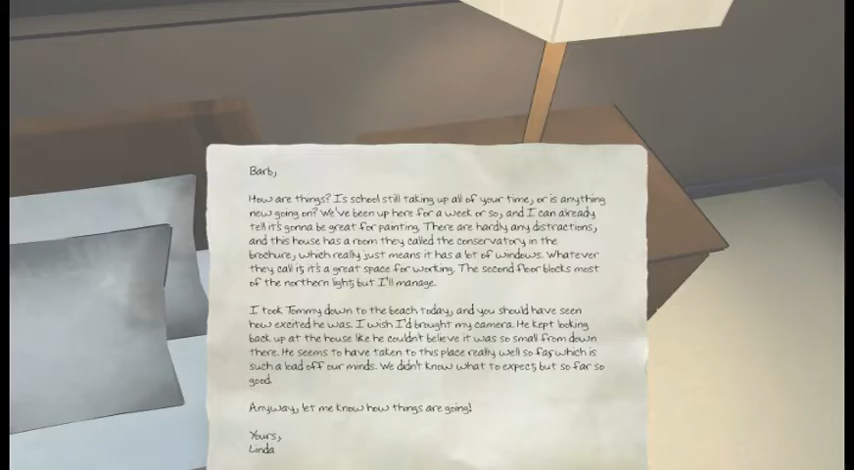 Barb,
How are things? Is school still taking up all of your time, or is anything
new going on? We've been up here for a week or so, and I can already
tell it's gonna be great for painting. There are hardly any distractions,
and this house has a room they called the conservatory in the
brochure, which really just means it has a lot of windows. Whatever
they call it, it's a great space for working. The second floor blocks most
of the northern light, but I'll manage.
I took Tommy down to the beach today, and you should have seen
how excited he was. I wish I'd brought my camera. He kept looking
back up at the house like he couldn't believe it was so small from down
there. He seems to have taken to this place really well so far, which is
such a load off our minds. We didn't know what to expect, but so far so
good.
Anyway, let me know how things are going!
Yours,
Linda